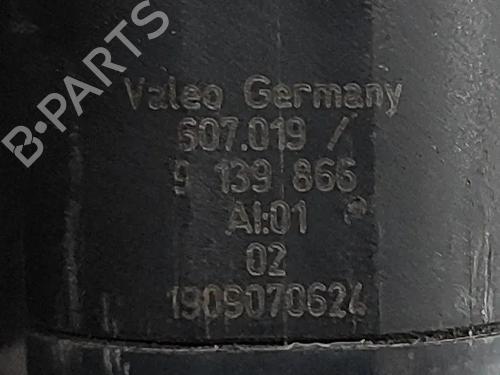 B-PARTS
Valeo Germany
607.019 /
9 139 866
AI:01
02
1909070624